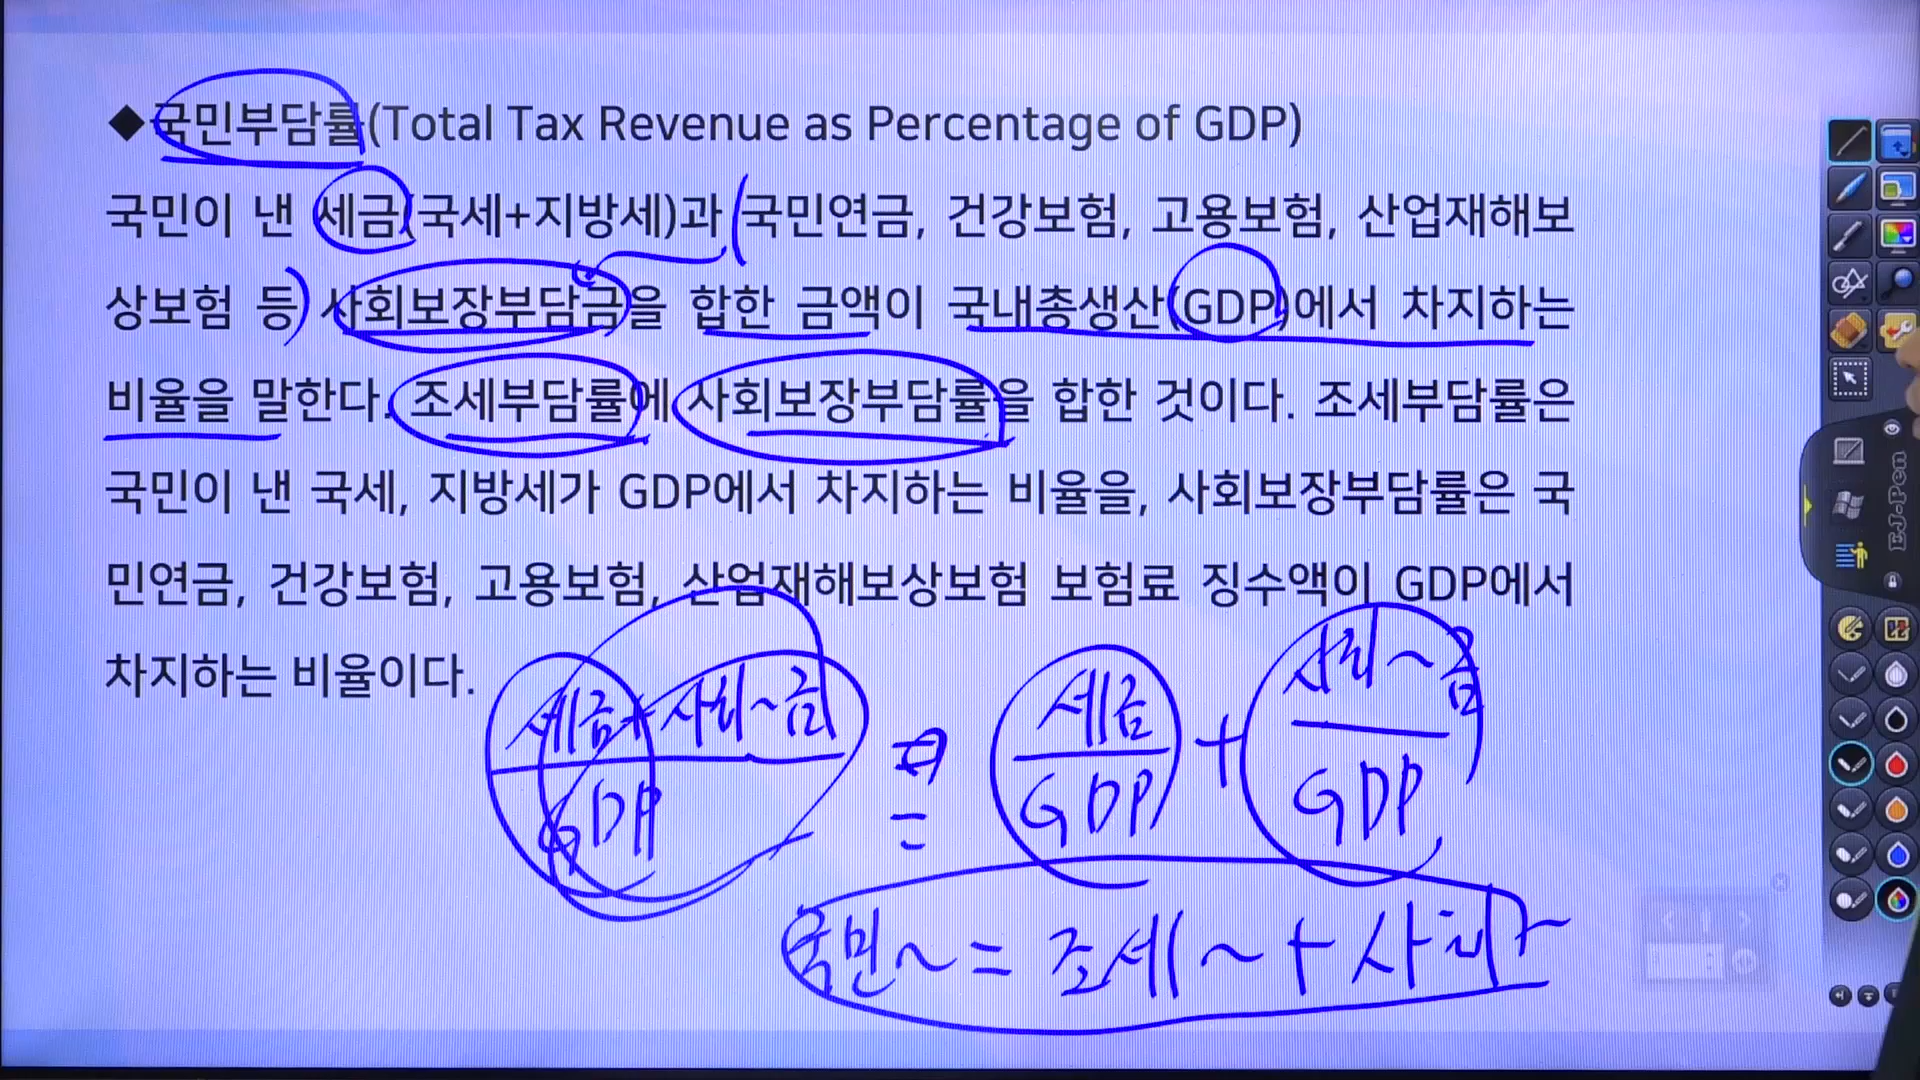 ◆국민부담률(Total Tax Revenue as Percentage of GDP)
국민이 낸 세금(국세+지방세)과 (국민연금, 건강보험, 고용보험, 산업재해보
상보험 등) 사회보장부담금을 합한 금액이 국내총생산(GDP)에서 차지하는
비율을 말한다. 조세부담률에 사회보장부담률을 합한 것이다. 조세부담률은
국민이 낸 국세, 지방세가 GDP에서 차지하는 비율을, 사회보장부담률은 국
민연금, 건강보험, 고용보험, 산업재해보상보험 보험료 징수액이 GDP에서
차지하는 비율이다.
세금+사회~금
GDP
=
세금
GDP
+
사회~금
GDP
국민~ = 조세~ + 사회~
EJ-Pen